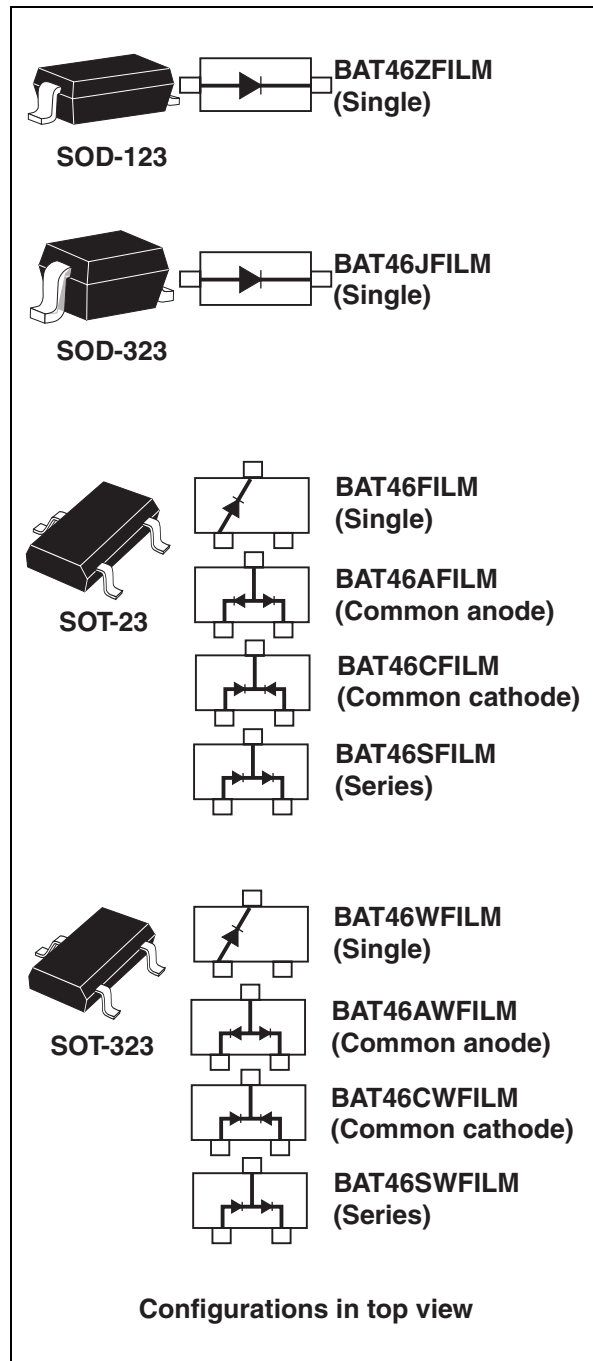 BAT46ZFILM
(Single)
SOD-123
BAT46JFILM
(Single)
SOD-323
BAT46FILM
(Single)
BAT46AFILM
(Common anode)
SOT-23
BAT46CFILM
(Common cathode)
BAT46SFILM
(Series)
BAT46WFILM
(Single)
BAT46AWFILM
(Common anode)
SOT-323
BAT46CWFILM
(Common cathode)
BAT46SWFILM
(Series)
Configurations in top view